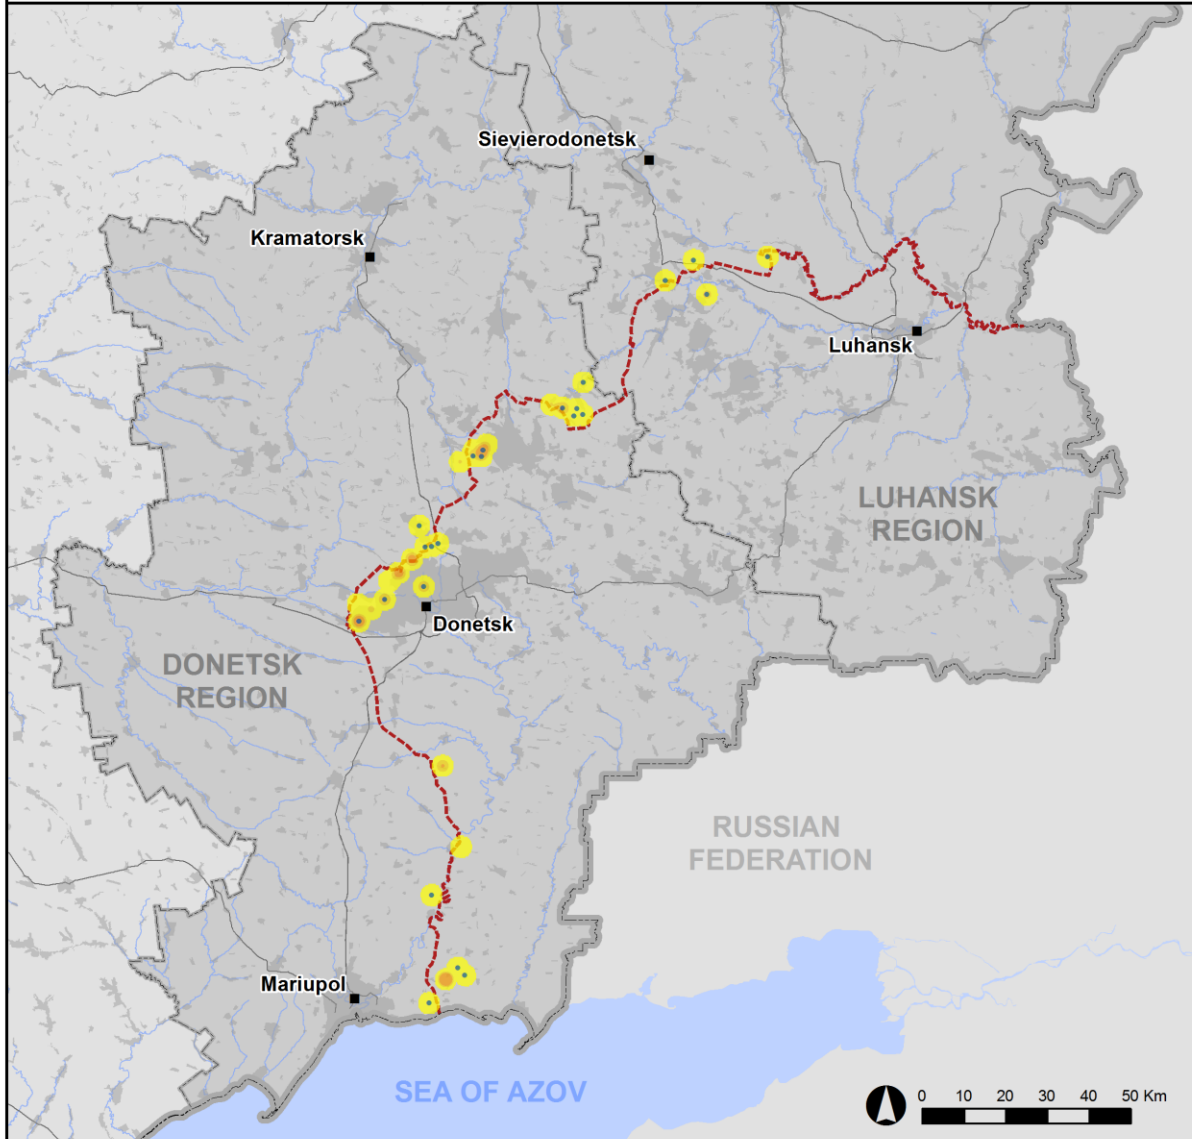 Sievierodonetsk
Kramatorsk
Luhansk
LUHANSK
REGION
Donetsk
DONETSK
REGION
RUSSIAN
FEDERATION
Mariupol
SEA OF AZOV
0 10 20 30 40 50 Km